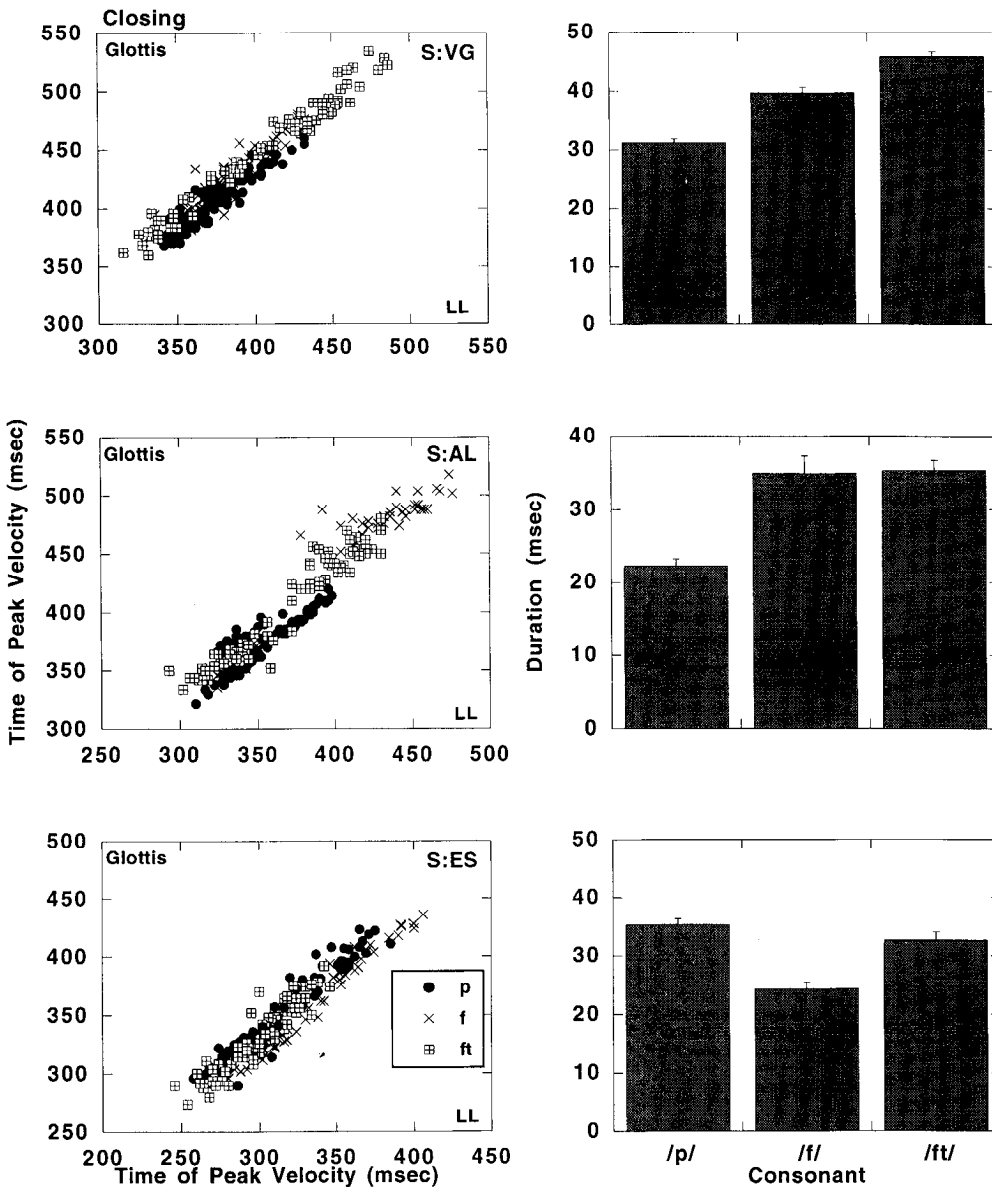 Closing
Glottis S:VG
LL
550
500
450
400
350
300
300 350 400 450 500 550
50
40
30
20
10
0
Time of Peak Velocity (msec)
Glottis S:AL
LL
550
500
450
400
350
300
250 300 350 400 450 500
Duration (msec)
40
30
20
10
0
Glottis S:ES
p
f
ft
LL
500
450
400
350
300
250
200 250 300 350 400 450
Time of Peak Velocity (msec)
50
40
30
20
10
0
/p/ /f/ /ft/
Consonant